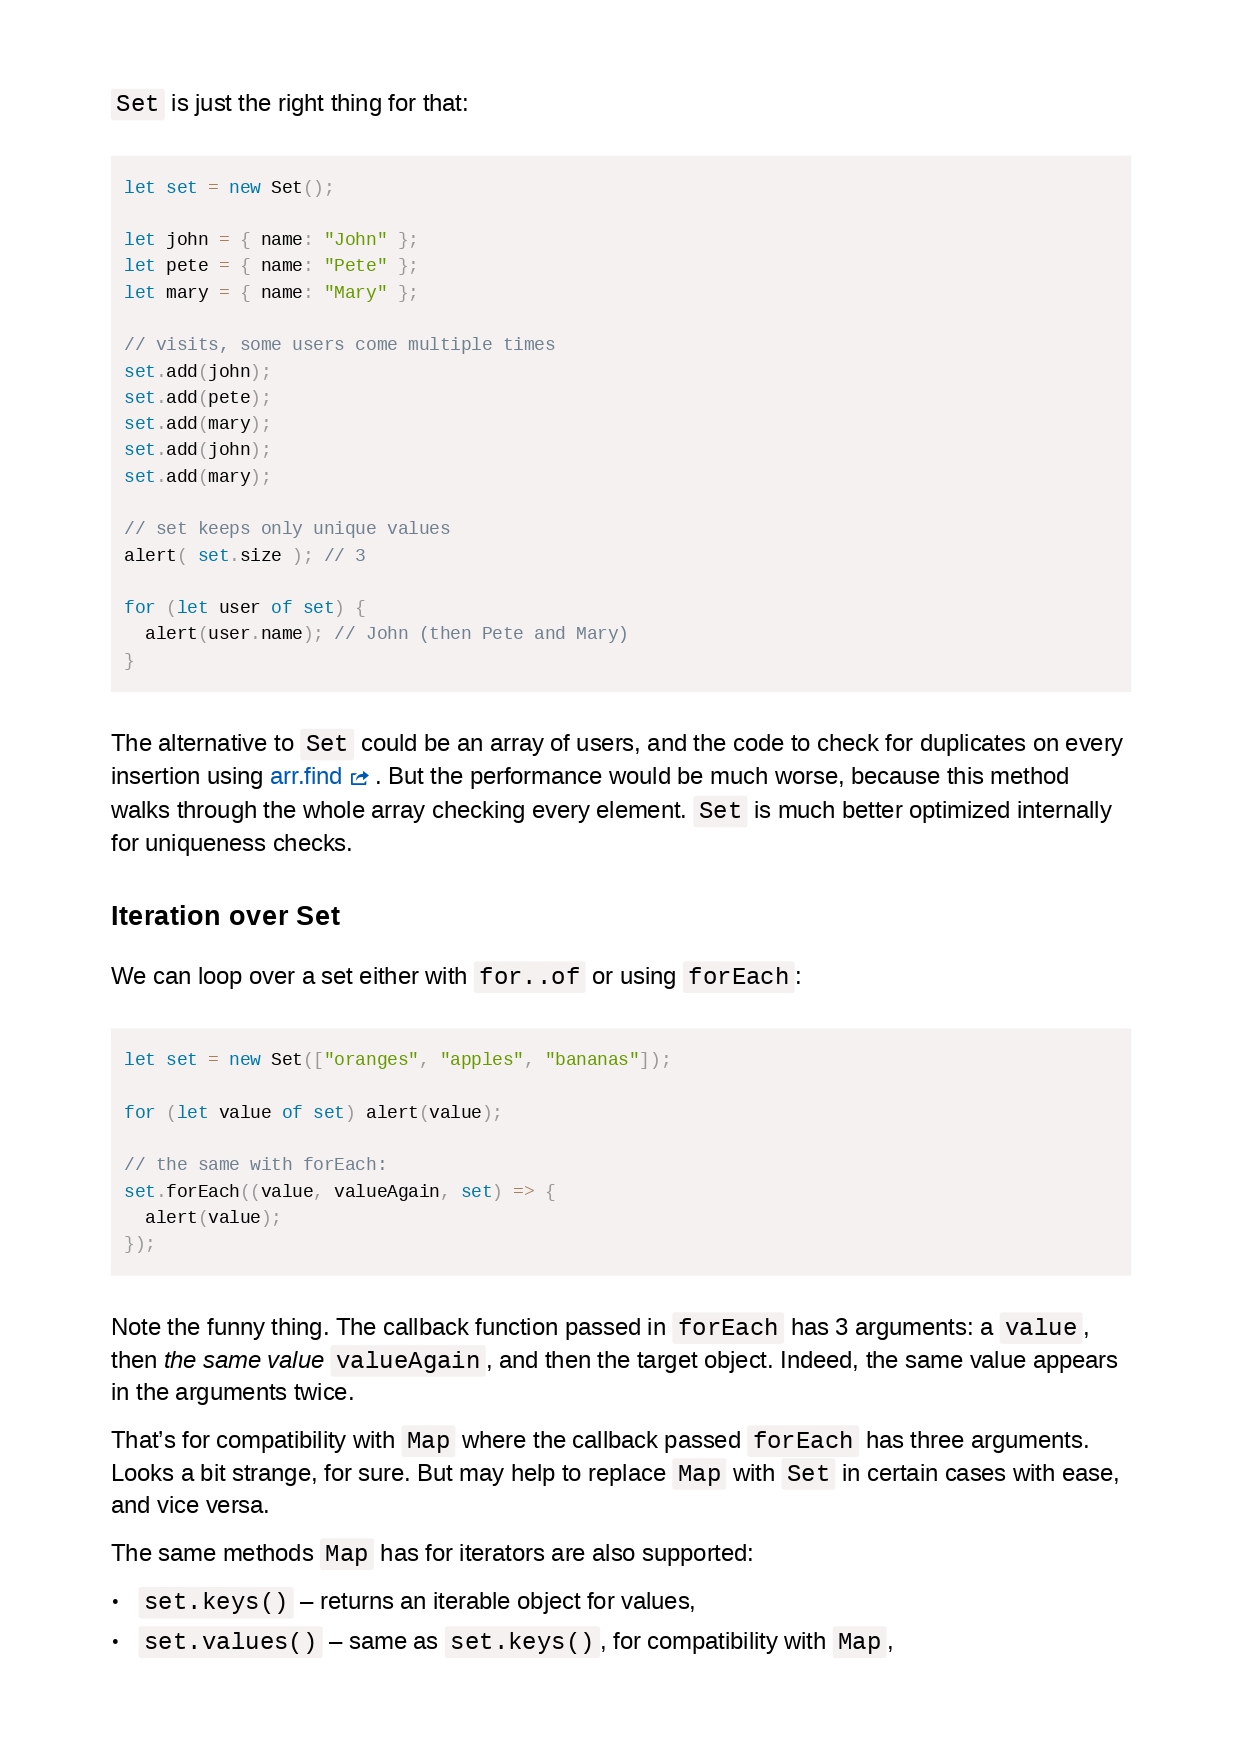 Set is just the right thing for that:
let set = new Set();
let john = { name: "John" };
let pete = { name: "Pete" };
let mary = { name: "Mary" };
// visits, some users come multiple times
set.add(john);
set.add(pete);
set.add(mary);
set.add(john);
set.add(mary);
// set keeps only unique values
alert( set.size ); // 3
for (let user of set) {
  alert(user.name); // John (then Pete and Mary)
}
The alternative to Set could be an array of users, and the code to check for duplicates on every
insertion using arr.find . But the performance would be much worse, because this method
walks through the whole array checking every element. Set is much better optimized internally
for uniqueness checks.
Iteration over Set
We can loop over a set either with for..of or using forEach:
let set = new Set(["oranges", "apples", "bananas"]);
for (let value of set) alert(value);
// the same with forEach:
set.forEach((value, valueAgain, set) => {
  alert(value);
});
Note the funny thing. The callback function passed in forEach has 3 arguments: a value,
then the same value valueAgain, and then the target object. Indeed, the same value appears
in the arguments twice.
That’s for compatibility with Map where the callback passed forEach has three arguments.
Looks a bit strange, for sure. But may help to replace Map with Set in certain cases with ease,
and vice versa.
The same methods Map has for iterators are also supported:
• set.keys() – returns an iterable object for values,
• set.values() – same as set.keys(), for compatibility with Map,